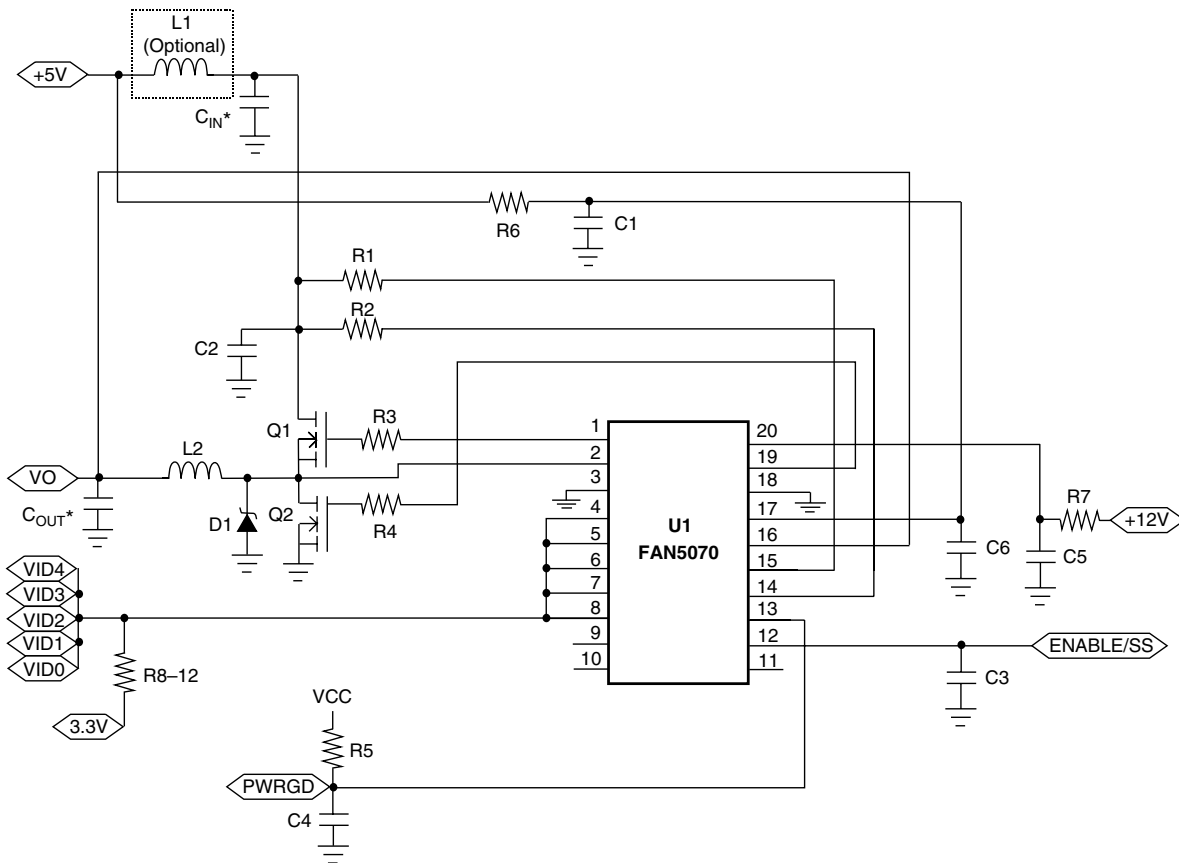 L1
(Optional)
+5V
CIN*
R6
C1
R1
R2
C2
Q1
R3
L2
VO
COUT*
D1
Q2
R4
1
2
3
4
5
6
7
8
9
10
U1
FAN5070
20
19
18
17
16
15
14
13
12
11
R7
+12V
C6
C5
ENABLE/SS
C3
VID4
VID3
VID2
VID1
VID0
R8–12
3.3V
VCC
R5
PWRGD
C4